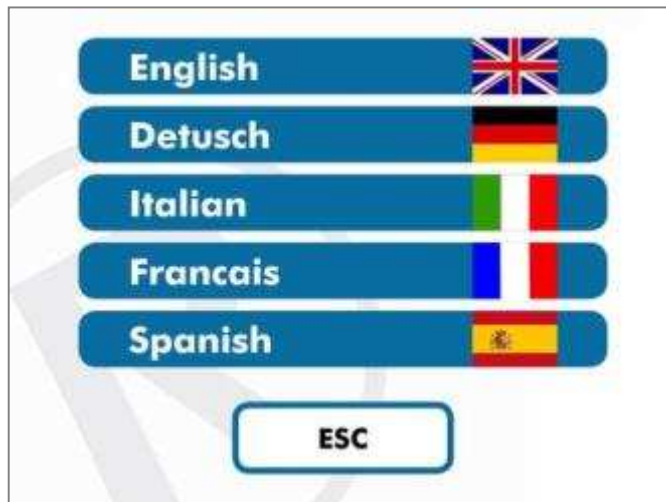 English
Detusch
Italian
Francais
Spanish
ESC